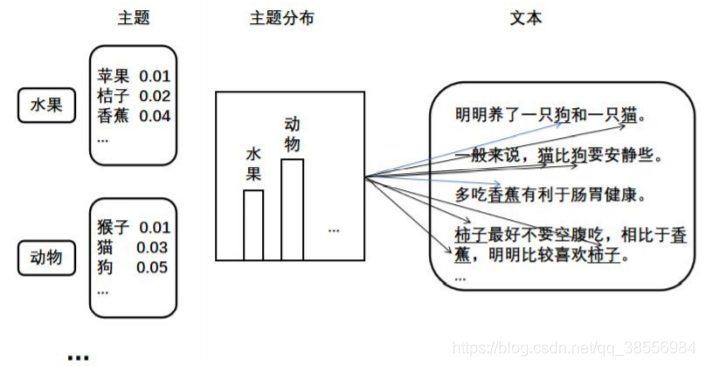 主题
主题分布
文本
水果
苹果 0.01
桔子 0.02
香蕉 0.04
...
动物
猴子 0.01
猫 0.03
狗 0.05
...
...
水果
动物
...
明明养了一只狗和一只猫。
一般来说，猫比狗要安静些。
多吃香蕉有利于肠胃健康。
柿子最好不要空腹吃，相比于香
蕉，明明比较喜欢柿子。
...
https://blog.csdn.net/qq_38556984